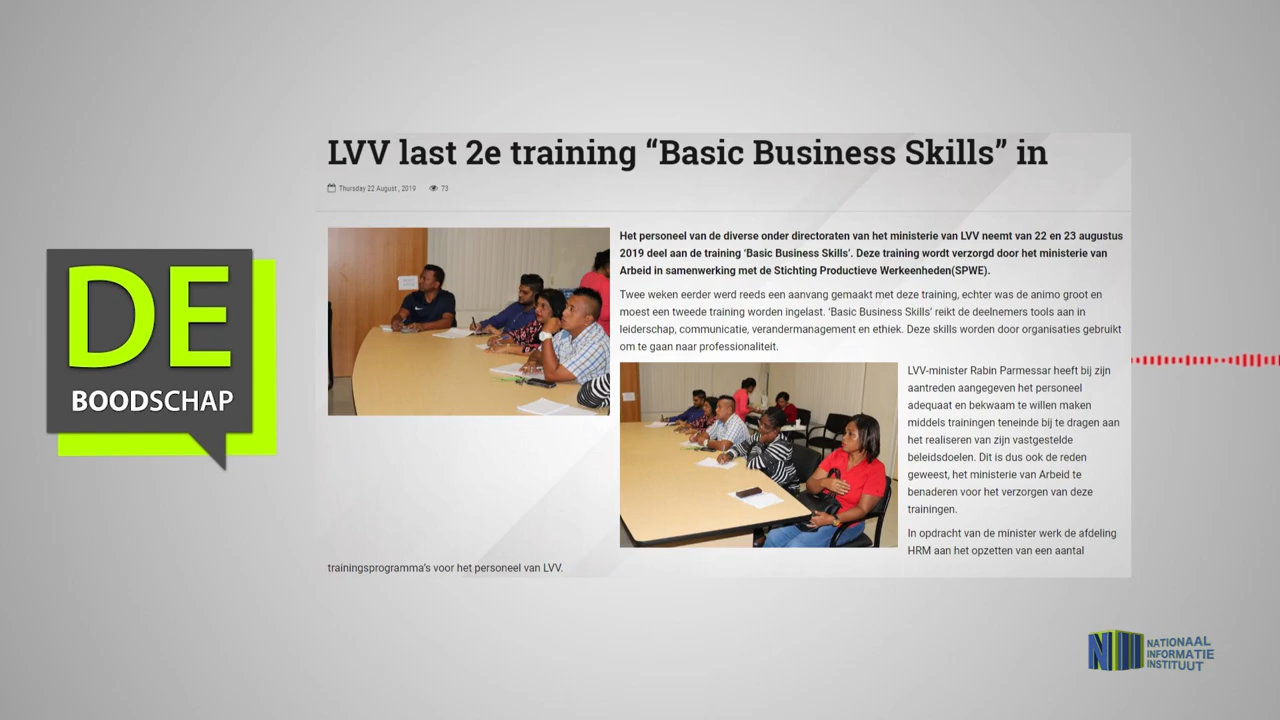 DE
BOODSCHAP
LVV last 2e training “Basic Business Skills” in
Thursday 22 August , 2019 73
Het personeel van de diverse onder directoraten van het ministerie van LVV neemt van 22 en 23 augustus
2019 deel aan de training ‘Basic Business Skills’. Deze training wordt verzorgd door het ministerie van
Arbeid in samenwerking met de Stichting Productieve Werkeenheden(SPWE).
Twee weken eerder werd reeds een aanvang gemaakt met deze training, echter was de animo groot en
moest een tweede training worden ingelast. ‘Basic Business Skills’ reikt de deelnemers tools aan in
leiderschap, communicatie, verandermanagement en ethiek. Deze skills worden door organisaties gebruikt
om te gaan naar professionaliteit.
LVV-minister Rabin Parmessar heeft bij zijn
aantreden aangegeven het personeel
adequaat en bekwaam te willen maken
middels trainingen teneinde bij te dragen aan
het realiseren van zijn vastgestelde
beleidsdoelen. Dit is dus ook de reden
geweest, het ministerie van Arbeid te
benaderen voor het verzorgen van deze
trainingen.
In opdracht van de minister werk de afdeling
HRM aan het opzetten van een aantal
trainingsprogramma’s voor het personeel van LVV.
NII
NATIONAAL
INFORMATIE
INSTITUUT